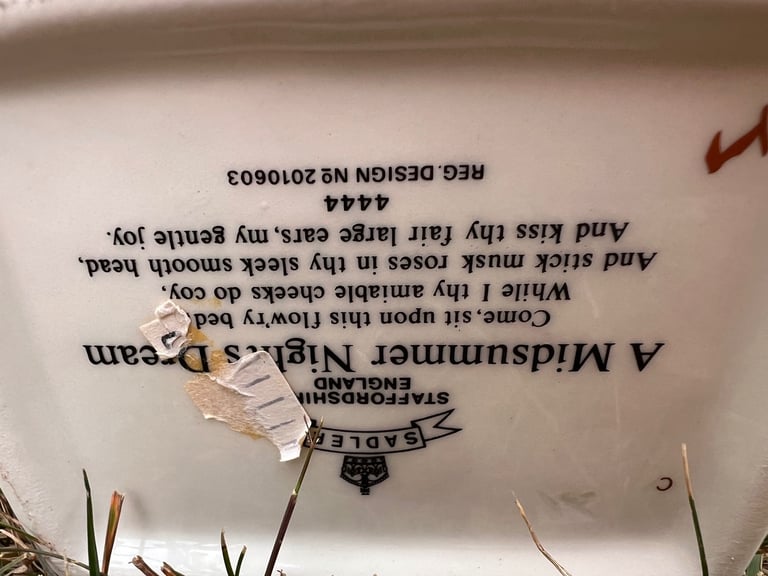 SADLER
STAFFORDSHI
ENGLAND
A Midsummer Nights Dream
Come, sit upon this flow'ry bed
While I thy amiable cheeks do coy,
And stick musk roses in thy sleek smooth head,
And kiss thy fair large ears, my gentle joy.
4444
REG. DESIGN Nº 2010603
C